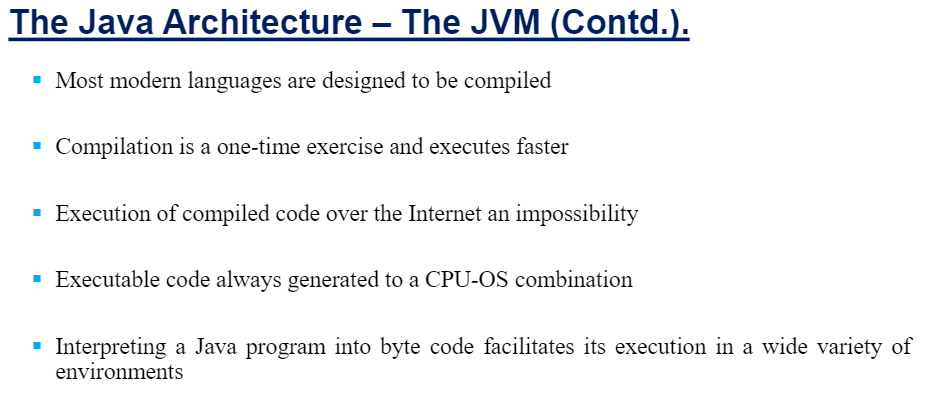 The Java Architecture – The JVM (Contd.).
▪ Most modern languages are designed to be compiled
▪ Compilation is a one-time exercise and executes faster
▪ Execution of compiled code over the Internet an impossibility
▪ Executable code always generated to a CPU-OS combination
▪ Interpreting a Java program into byte code facilitates its execution in a wide variety of
environments